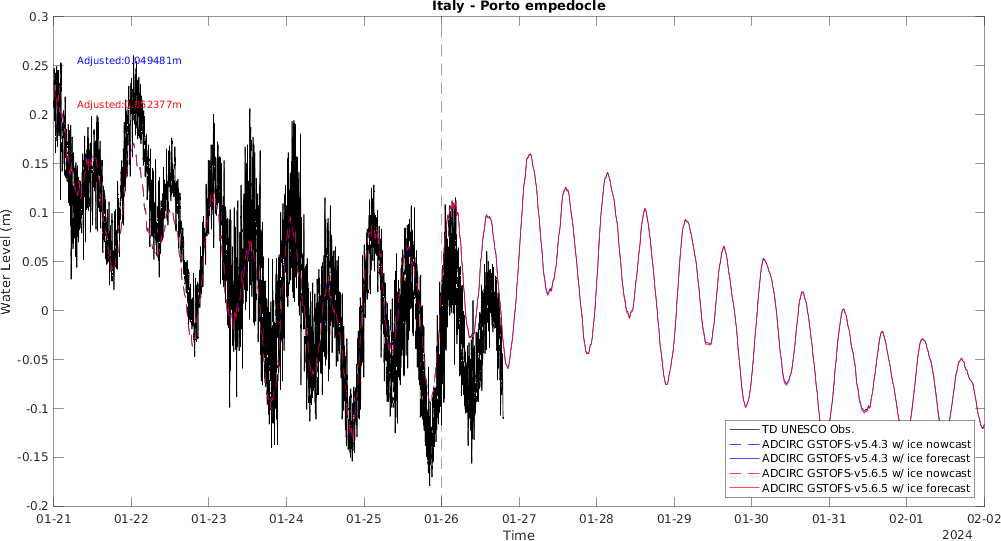 Italy - Porto empedocle
0.3
0.25
0.2
0.15
0.1
0.05
0
-0.05
-0.1
-0.15
-0.2
Water Level (m)
Adjusted:0.049481m
Adjusted:0.052377m
TD UNESCO Obs.
ADCIRC GSTOFS-v5.4.3 w/ ice nowcast
ADCIRC GSTOFS-v5.4.3 w/ ice forecast
ADCIRC GSTOFS-v5.6.5 w/ ice nowcast
ADCIRC GSTOFS-v5.6.5 w/ ice forecast
01-21 01-22 01-23 01-24 01-25 01-26 01-27 01-28 01-29 01-30 01-31 02-01 02-02
Time
2024